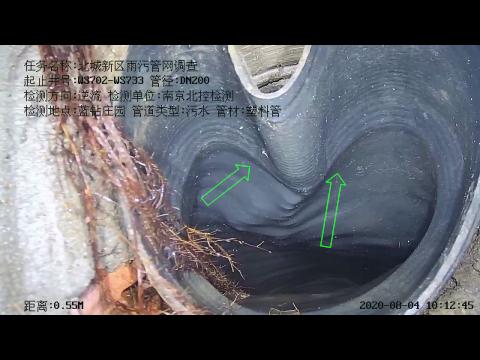 任务名称:北城新区雨污管网调查
起止井号:WS702-WS733 管径:DN200
检测方向:逆流 检测单位:南京北控检测
检测地点:蓝钻庄园 管道类型:污水 管材:塑料管
距离:0.55M
2020-08-04 10:12:45